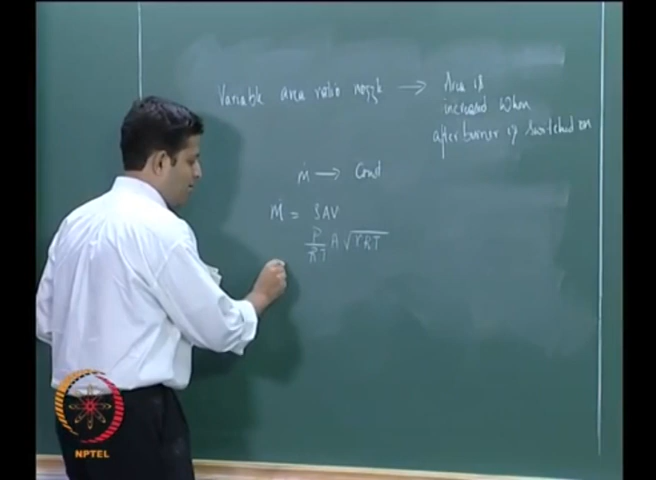 Variable area ratio nozzle → Area is
increased when
afterburner is switched on
ṁ → Const
ṁ = ρAV
P/RT A √γRT
NPTEL